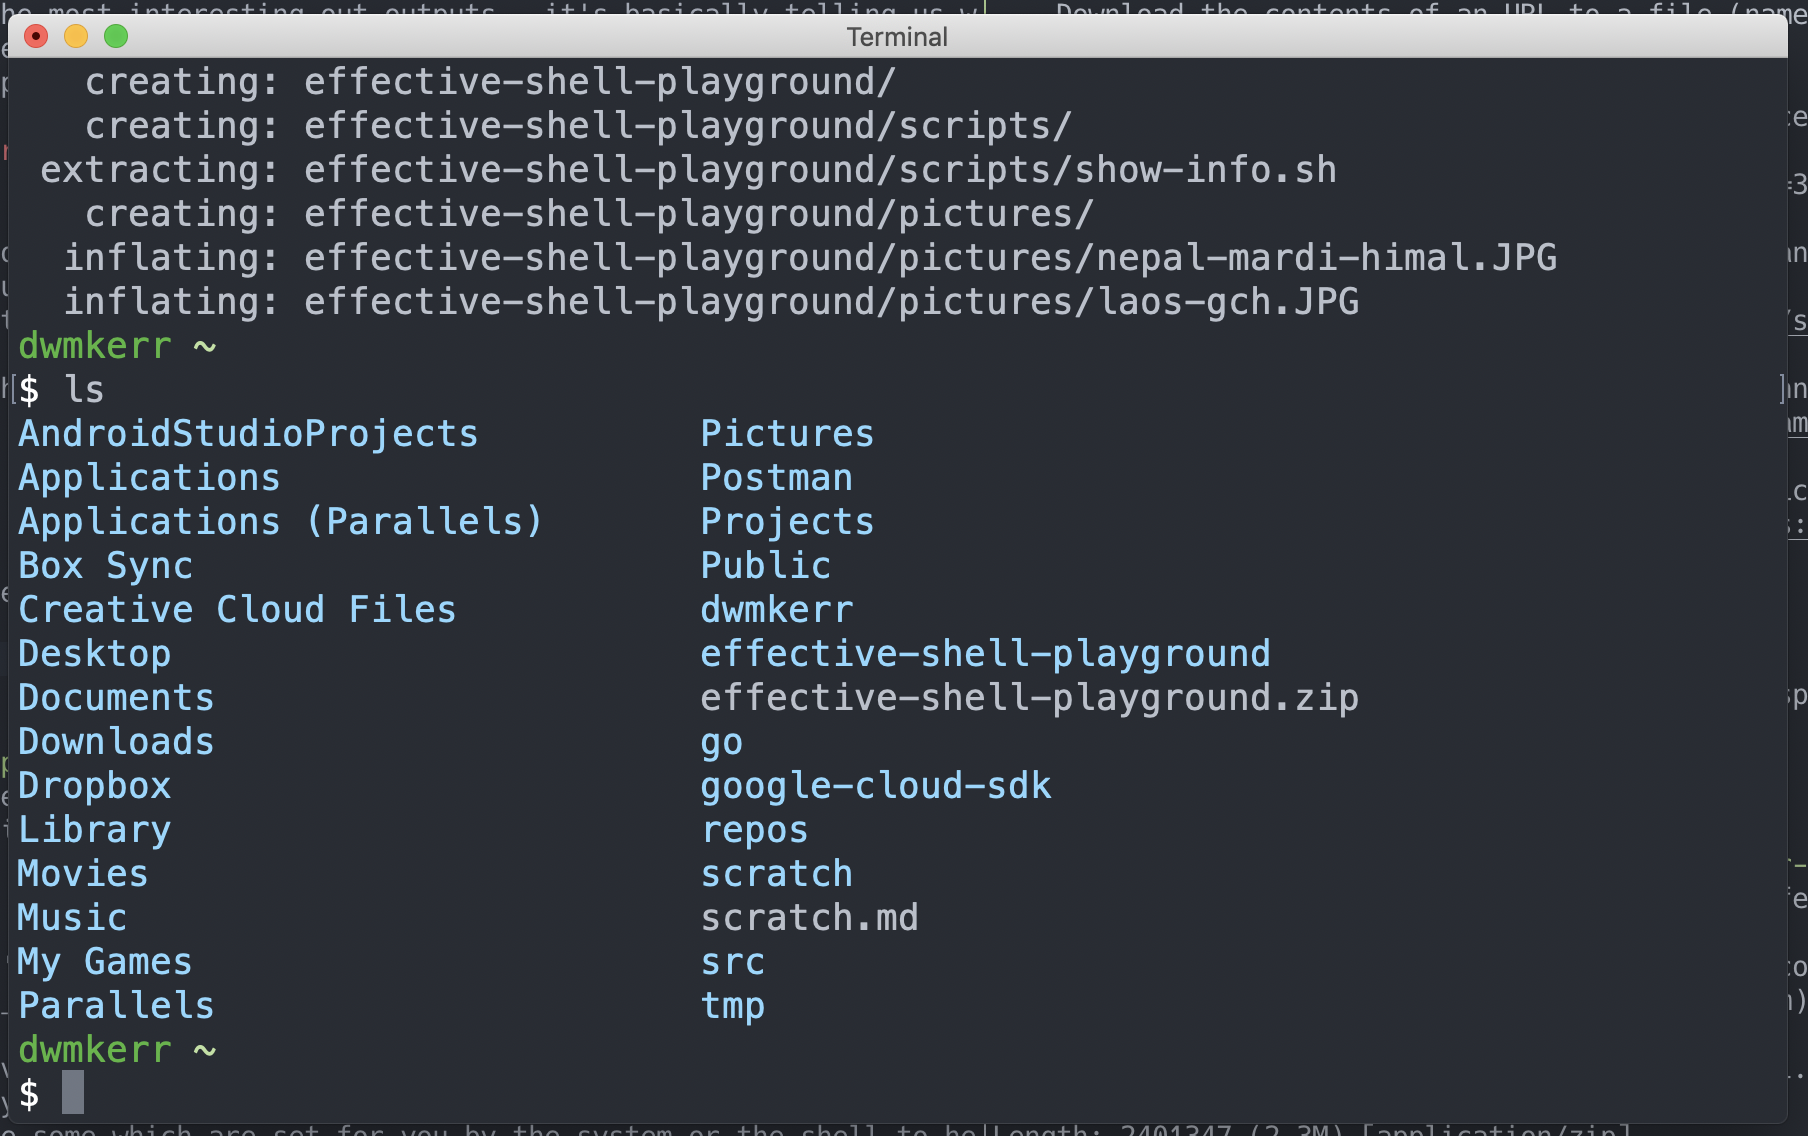 he most interesting out outputs - it's basically telling us w
Download the contents of an URL to a file (name
Terminal
creating: effective-shell-playground/
creating: effective-shell-playground/scripts/
extracting: effective-shell-playground/scripts/show-info.sh
creating: effective-shell-playground/pictures/
inflating: effective-shell-playground/pictures/nepal-mardi-himal.JPG
inflating: effective-shell-playground/pictures/laos-gch.JPG
dwmkerr ~
[$ ls ]
AndroidStudioProjects Pictures
Applications Postman
Applications (Parallels) Projects
Box Sync Public
Creative Cloud Files dwmkerr
Desktop effective-shell-playground
Documents effective-shell-playground.zip
Downloads go
Dropbox google-cloud-sdk
Library repos
Movies scratch
Music scratch.md
My Games src
Parallels tmp
dwmkerr ~
$
o some which are set for you by the system or the shell to he
Length: 2401347 (2.3M) [application/zip]